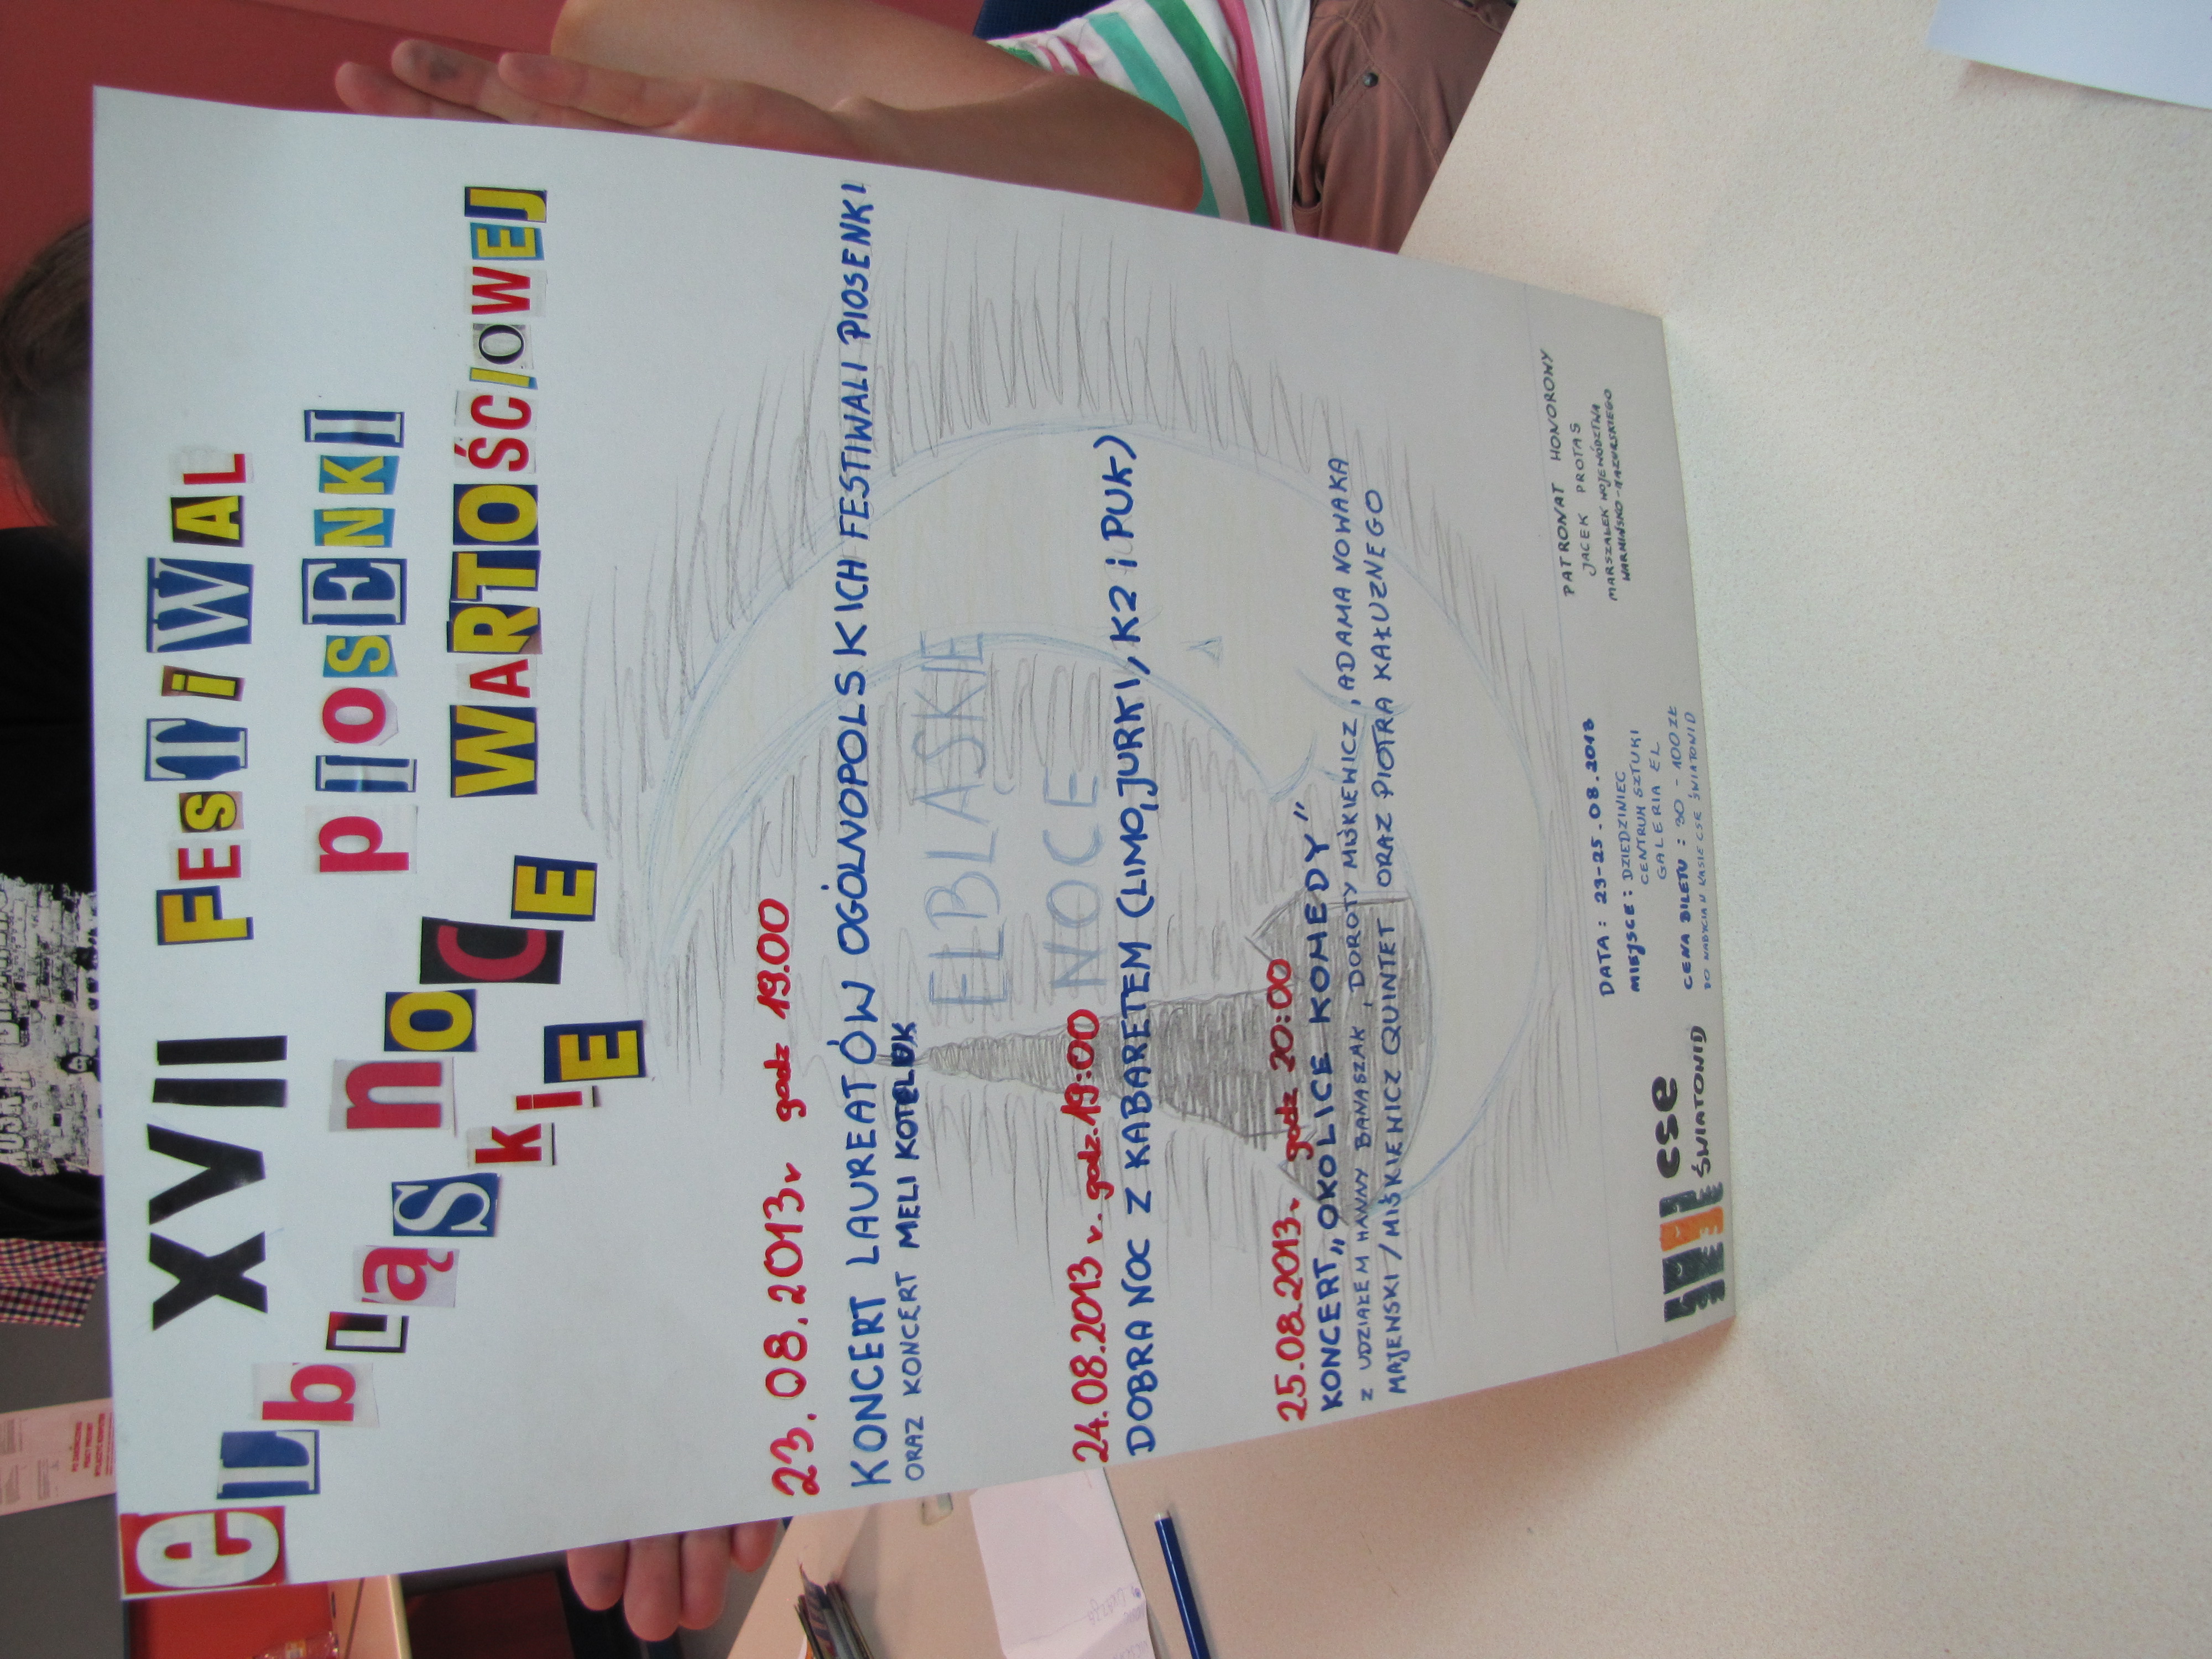 XVII FEsTiWAL
eLbLąSkiE nOCE
pIOsENKI
WARTOŚCIOWEJ
23.08.2013r godz 19.00
KONCERT LAUREATÓW OGÓLNOPOLSKICH FESTIWALI PIOSENKI
ORAZ KONCERT MELI KOTELUK
ELBLĄSKIE
NOCE
24.08.2013 r. godz.19:00
DOBRA NOC Z KABARETEM (LIMO, JURKI, K2 i PUK)
25.08.2013r godz 20:00
KONCERT „OKOLICE KOMEDY"
Z UDZIAŁEM HANNY BANASZAK, DOROTY MIŚKIEWICZ, ADAMA NOWAKA
MAJEWSKI/MIŚKIEWICZ QUINTET ORAZ PIOTRA KAŁUZNEGO
DATA: 23-25.08.2013
MIEJSCE: DZIEDZINIEC
CENTRUM SZTUKI
GALERIA EL
CENA BILETU: 30 - 100 ZŁ
DO NABYCIA W KASIE CSE ŚWIATOWID
PATRONAT HONOROWY
JACEK PROTAS
MARSZAŁEK WOJEWÓDZTWA
WARMIŃSKO-MAZURSKIEGO
cse
ŚWIATOWID